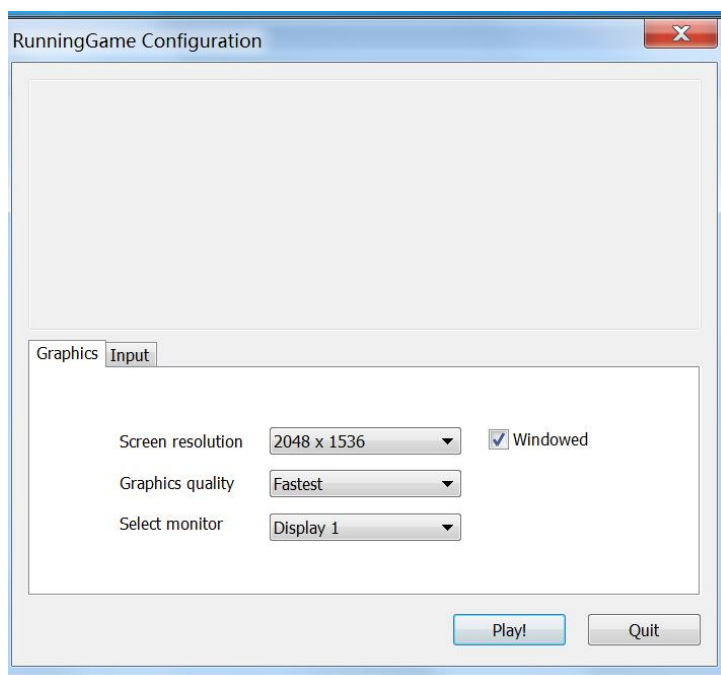 RunningGame Configuration
Graphics Input
Screen resolution 2048 x 1536 Windowed
Graphics quality Fastest
Select monitor Display 1
Play! Quit